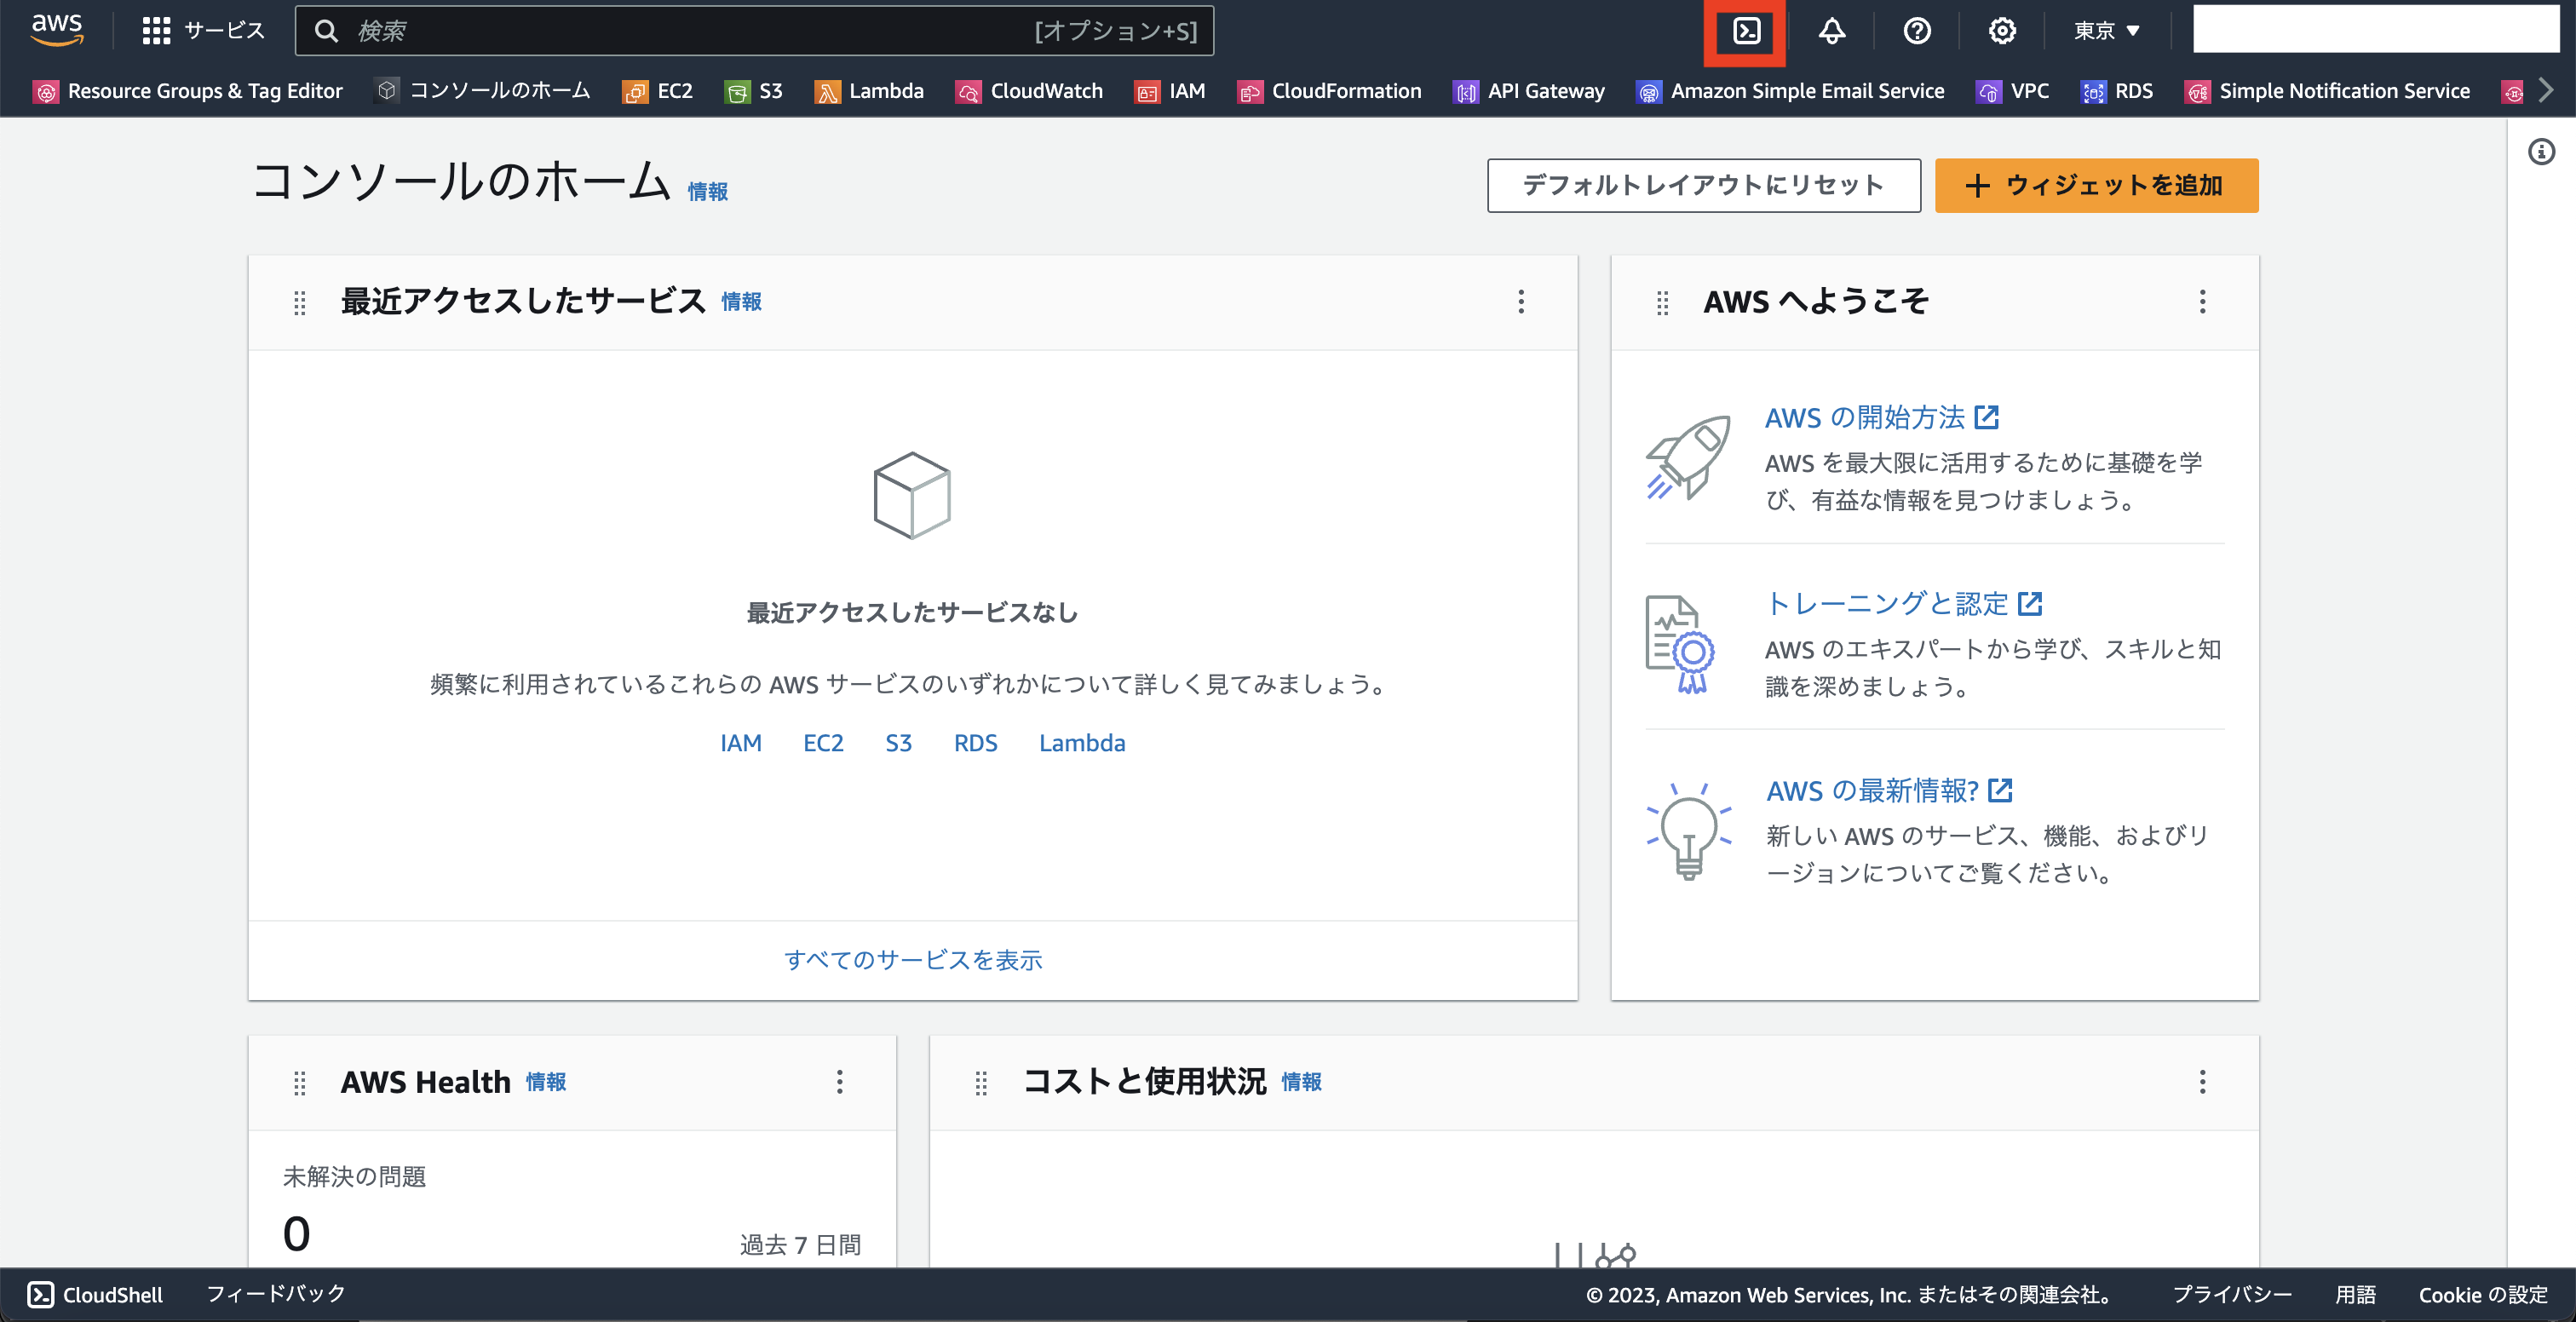 aws サービス 検索 [オプション+S] 東京
Resource Groups & Tag Editor コンソールのホーム EC2 S3 Lambda CloudWatch IAM CloudFormation API Gateway Amazon Simple Email Service VPC RDS Simple Notification Service
コンソールのホーム 情報
デフォルトレイアウトにリセット
ウィジェットを追加
最近アクセスしたサービス 情報
最近アクセスしたサービスなし
頻繁に利用されているこれらの AWS サービスのいずれかについて詳しく見てみましょう。
IAM EC2 S3 RDS Lambda
すべてのサービスを表示
AWS へようこそ
AWS の開始方法
AWS を最大限に活用するために基礎を学
び、有益な情報を見つけましょう。
トレーニングと認定
AWS のエキスパートから学び、スキルと知
識を深めましょう。
AWS の最新情報?
新しい AWS のサービス、機能、およびリ
ージョンについてご覧ください。
AWS Health 情報
未解決の問題
0
過去 7 日間
コストと使用状況 情報
CloudShell フィードバック © 2023, Amazon Web Services, Inc. またはその関連会社。 プライバシー 用語 Cookie の設定